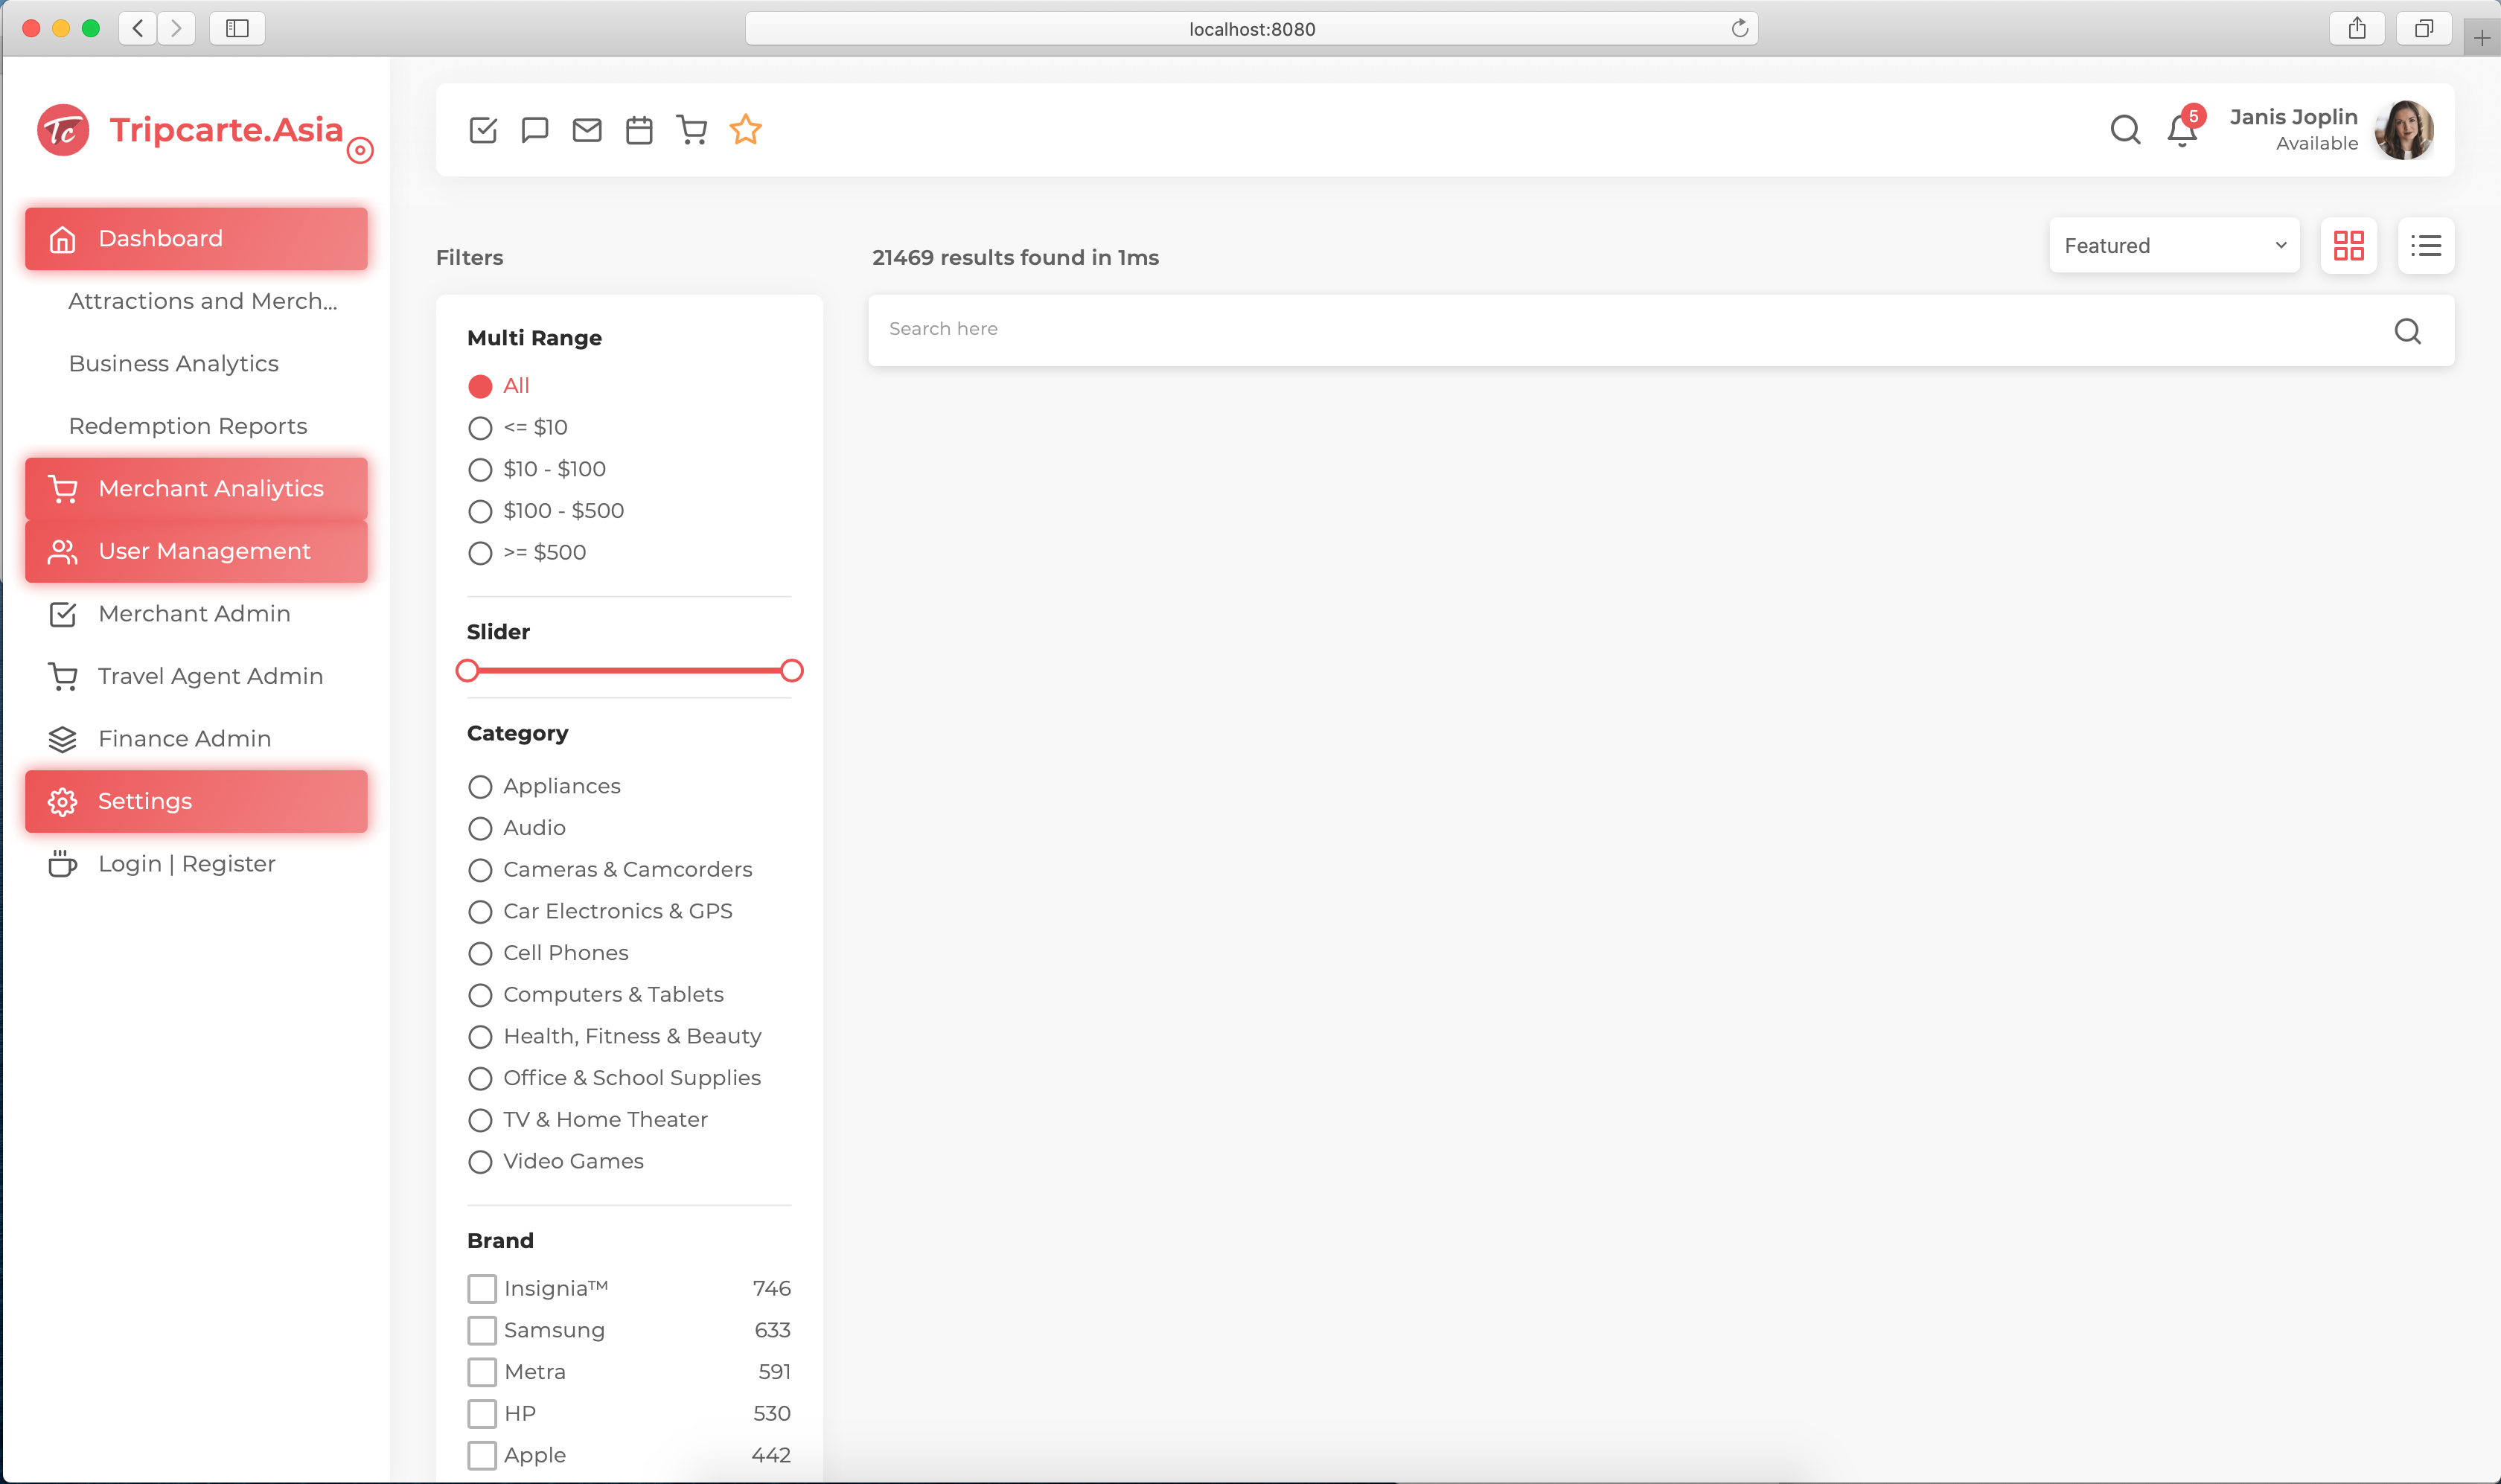 localhost:8080
Tc
Tripcarte.Asia
5
Janis Joplin
Available
Dashboard
Attractions and Merch...
Business Analytics
Redemption Reports
Merchant Analiytics
User Management
Merchant Admin
Travel Agent Admin
Finance Admin
Settings
Login | Register
Filters
21469 results found in 1ms
Featured
Search here
Multi Range
All
<= $10
$10 - $100
$100 - $500
>= $500
Slider
Category
Appliances
Audio
Cameras & Camcorders
Car Electronics & GPS
Cell Phones
Computers & Tablets
Health, Fitness & Beauty
Office & School Supplies
TV & Home Theater
Video Games
Brand
Insignia™ 746
Samsung 633
Metra 591
HP 530
Apple 442